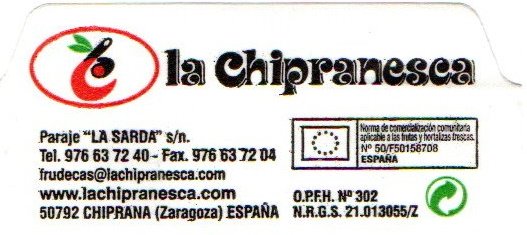 la Chipranesca
Paraje "LA SARDA" s/n.
Tel. 976 63 72 40 - Fax. 976 63 72 04
frudecas@lachipranesca.com
www.lachipranesca.com
50792 CHIPRANA (Zaragoza) ESPAÑA
Norma de comercialización comunitaria
aplicable a las frutas y hortalizas frescas.
Nº 50/F50158708
ESPAÑA
O.P.F.H. Nº 302
N.R.G.S. 21.013055/Z